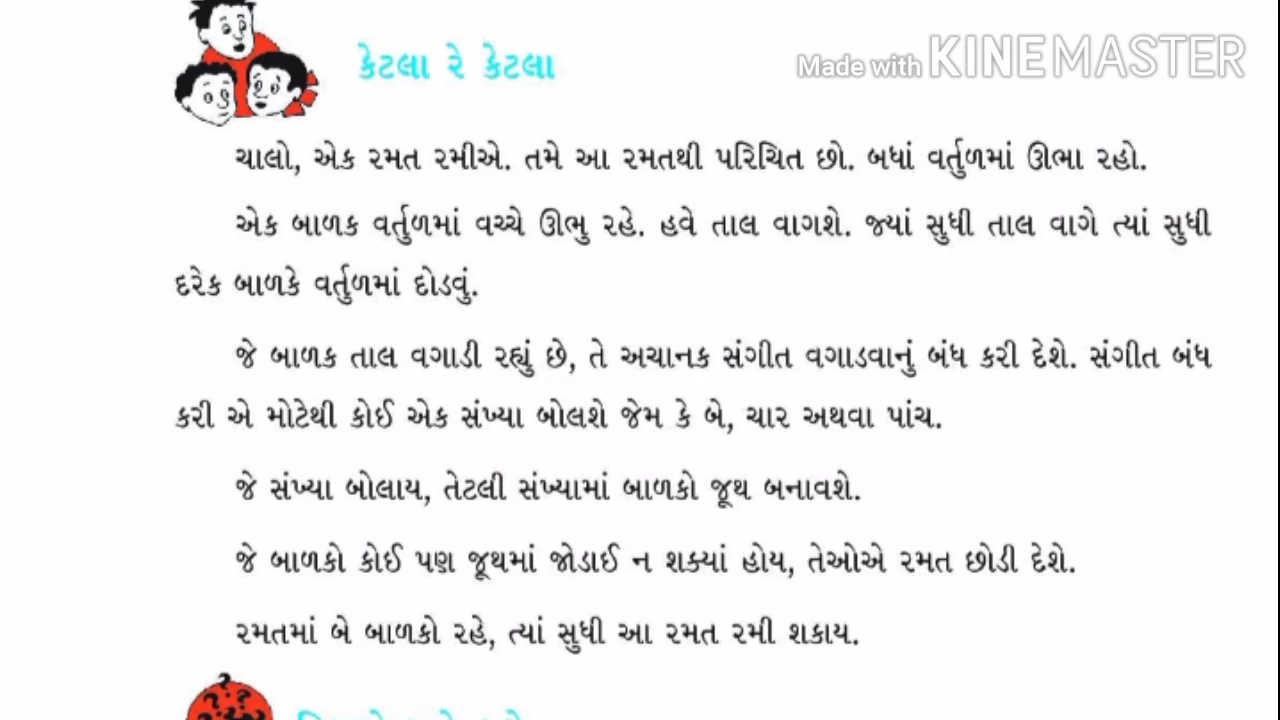 કેટલા રે કેટલા
Made with KINEMASTER
ચાલો, એક રમત રમીએ. તમે આ રમતથી પરિચિત છો. બધાં વર્તુળમાં ઊભા રહો.
એક બાળક વર્તુળમાં વચ્ચે ઊભુ રહે. હવે તાલ વાગશે. જ્યાં સુધી તાલ વાગે ત્યાં સુધી
દરેક બાળકે વર્તુળમાં દોડવું.
જે બાળક તાલ વગાડી રહ્યું છે, તે અચાનક સંગીત વગાડવાનું બંધ કરી દેશે. સંગીત બંધ
કરી એ મોટેથી કોઈ એક સંખ્યા બોલશે જેમ કે બે, ચાર અથવા પાંચ.
જે સંખ્યા બોલાય, તેટલી સંખ્યામાં બાળકો જૂથ બનાવશે.
જે બાળકો કોઈ પણ જૂથમાં જોડાઈ ન શક્યાં હોય, તેઓએ રમત છોડી દેશે.
રમતમાં બે બાળકો રહે, ત્યાં સુધી આ રમત રમી શકાય.